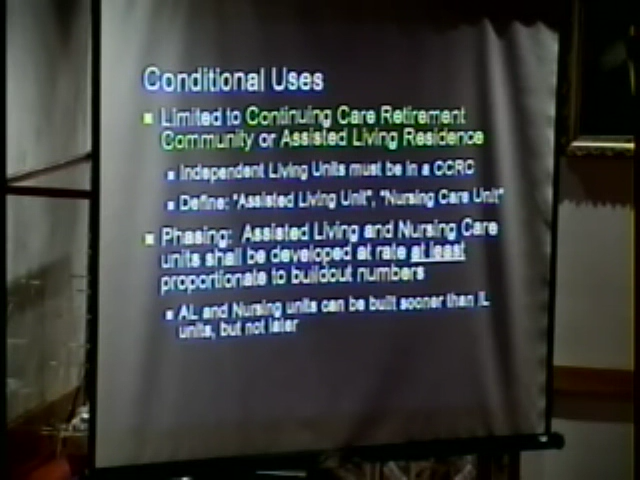 Conditional Uses
Limited to Continuing Care Retirement
Community or Assisted Living Residence
Independent Living Units must be in a CCRC
Define: "Assisted Living Unit", "Nursing Care Unit"
Phasing: Assisted Living and Nursing Care
units shall be developed at rate at least
proportionate to buildout numbers
AL and Nursing units can be built sooner than IL
units, but not later